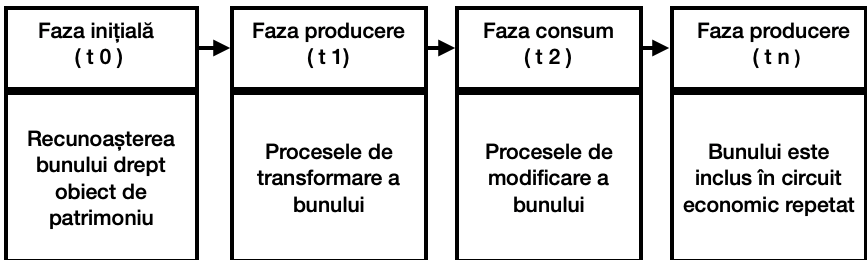 Faza inițială
( t 0 )
Recunoașterea
bunului drept
obiect de
patrimoniu
Faza producere
( t 1)
Procesele de
transformare a
bunului
Faza consum
( t 2 )
Procesele de
modificare a
bunului
Faza producere
( t n )
Bunului este
inclus în circuit
economic repetat